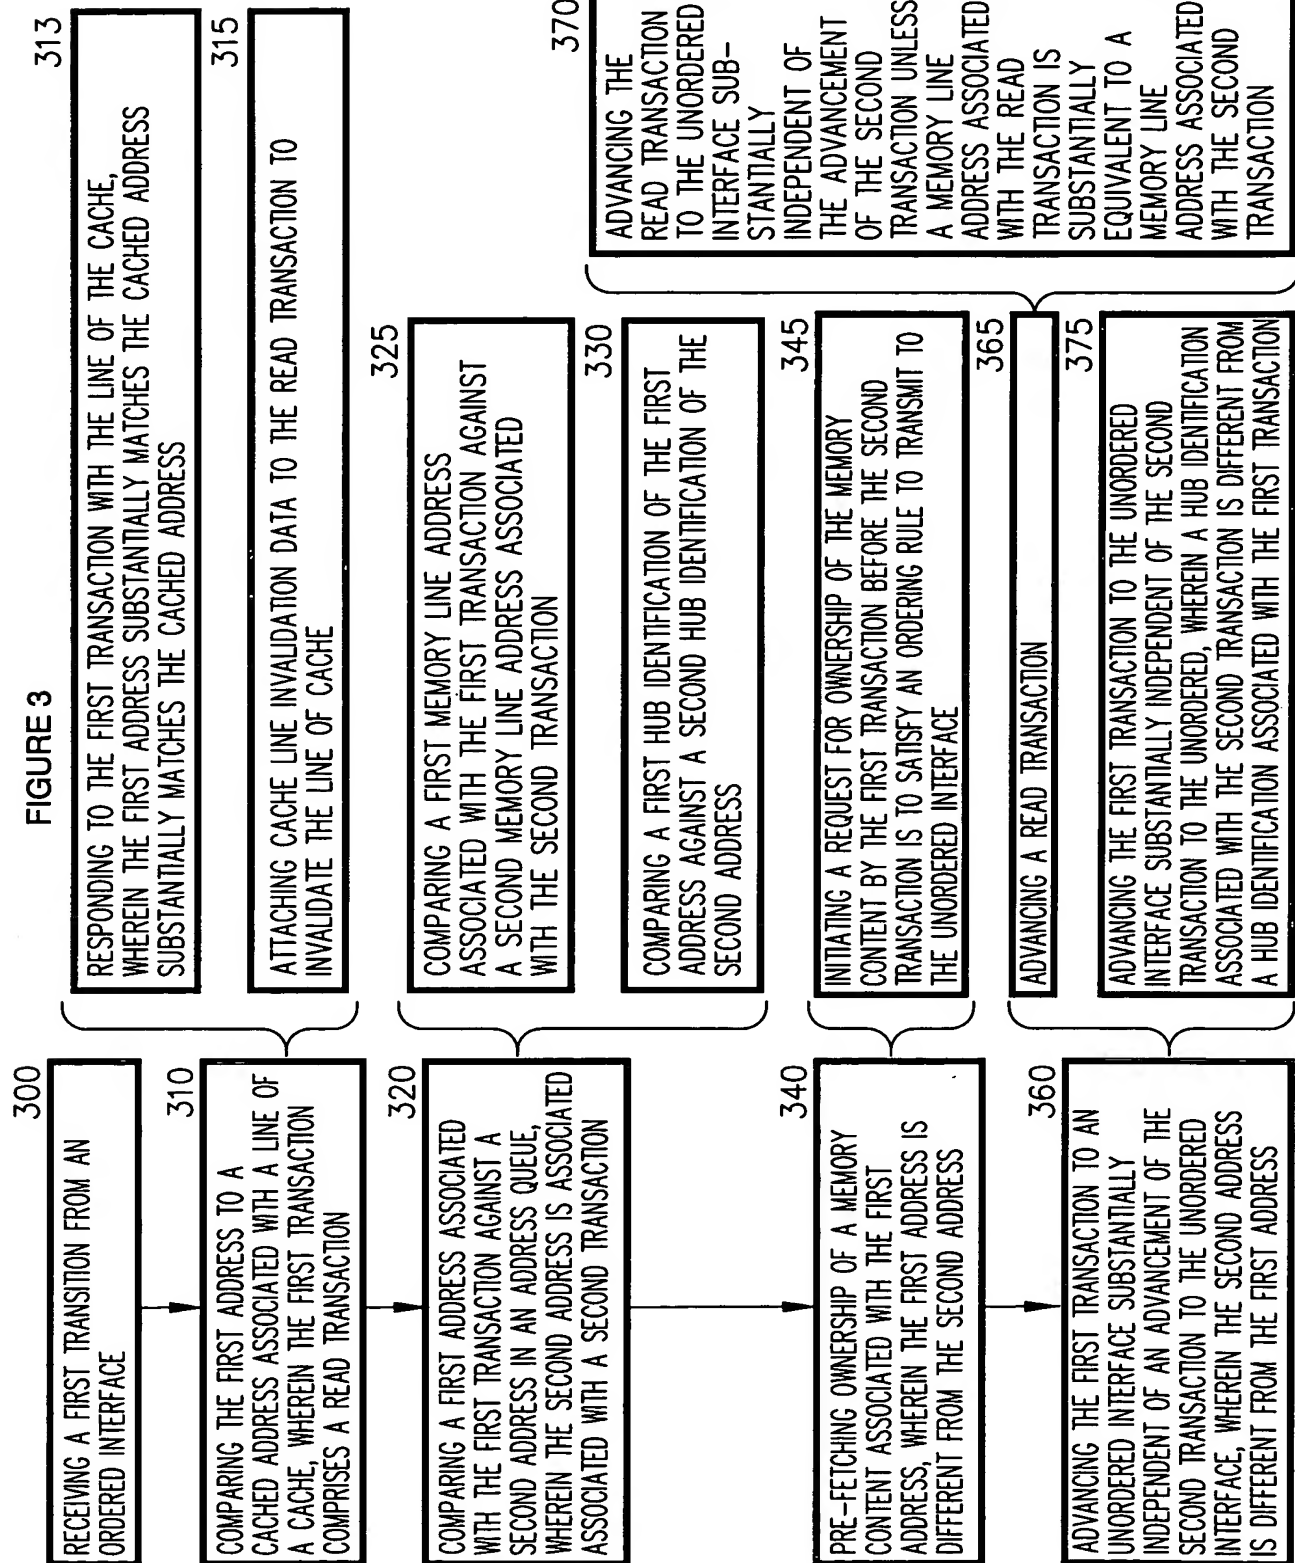 FIGURE 3
300
RECEIVING A FIRST TRANSITION FROM AN
ORDERED INTERFACE
310
COMPARING THE FIRST ADDRESS TO A
CACHED ADDRESS ASSOCIATED WITH A LINE OF
A CACHE, WHEREIN THE FIRST TRANSACTION
COMPRISES A READ TRANSACTION
313
RESPONDING TO THE FIRST TRANSACTION WITH THE LINE OF THE CACHE,
WHEREIN THE FIRST ADDRESS SUBSTANTIALLY MATCHES THE CACHED ADDRESS
SUBSTANTIALLY MATCHES THE CACHED ADDRESS
315
ATTACHING CACHE LINE INVALIDATION DATA TO THE READ TRANSACTION TO
INVALIDATE THE LINE OF CACHE
320
COMPARING A FIRST ADDRESS ASSOCIATED
WITH THE FIRST TRANSACTION AGAINST A
SECOND ADDRESS IN AN ADDRESS QUEUE,
WHEREIN THE SECOND ADDRESS IS ASSOCIATED
ASSOCIATED WITH A SECOND TRANSACTION
325
COMPARING A FIRST MEMORY LINE ADDRESS
ASSOCIATED WITH THE FIRST TRANSACTION AGAINST
A SECOND MEMORY LINE ADDRESS ASSOCIATED
WITH THE SECOND TRANSACTION
330
COMPARING A FIRST HUB IDENTIFICATION OF THE FIRST
ADDRESS AGAINST A SECOND HUB IDENTIFICATION OF THE
SECOND ADDRESS
340
PRE-FETCHING OWNERSHIP OF A MEMORY
CONTENT ASSOCIATED WITH THE FIRST
ADDRESS, WHEREIN THE FIRST ADDRESS IS
DIFFERENT FROM THE SECOND ADDRESS
345
INITIATING A REQUEST FOR OWNERSHIP OF THE MEMORY
CONTENT BY THE FIRST TRANSACTION BEFORE THE SECOND
TRANSACTION IS TO SATISFY AN ORDERING RULE TO TRANSMIT TO
THE UNORDERED INTERFACE
360
ADVANCING THE FIRST TRANSACTION TO AN
UNORDERED INTERFACE SUBSTANTIALLY
INDEPENDENT OF AN ADVANCEMENT OF THE
SECOND TRANSACTION TO THE UNORDERED
INTERFACE, WHEREIN THE SECOND ADDRESS
IS DIFFERENT FROM THE FIRST ADDRESS
365
ADVANCING A READ TRANSACTION
370
ADVANCING THE
READ TRANSACTION
TO THE UNORDERED
INTERFACE SUB-
STANTIALLY
INDEPENDENT OF
THE ADVANCEMENT
OF THE SECOND
TRANSACTION UNLESS
A MEMORY LINE
ADDRESS ASSOCIATED
WITH THE READ
TRANSACTION IS
SUBSTANTIALLY
EQUIVALENT TO A
MEMORY LINE
ADDRESS ASSOCIATED
WITH THE SECOND
TRANSACTION
375
ADVANCING THE FIRST TRANSACTION TO THE UNORDERED
INTERFACE SUBSTANTIALLY INDEPENDENT OF THE SECOND
TRANSACTION TO THE UNORDERED, WHEREIN A HUB IDENTIFICATION
ASSOCIATED WITH THE SECOND TRANSACTION IS DIFFERENT FROM
A HUB IDENTIFICATION ASSOCIATED WITH THE FIRST TRANSACTION